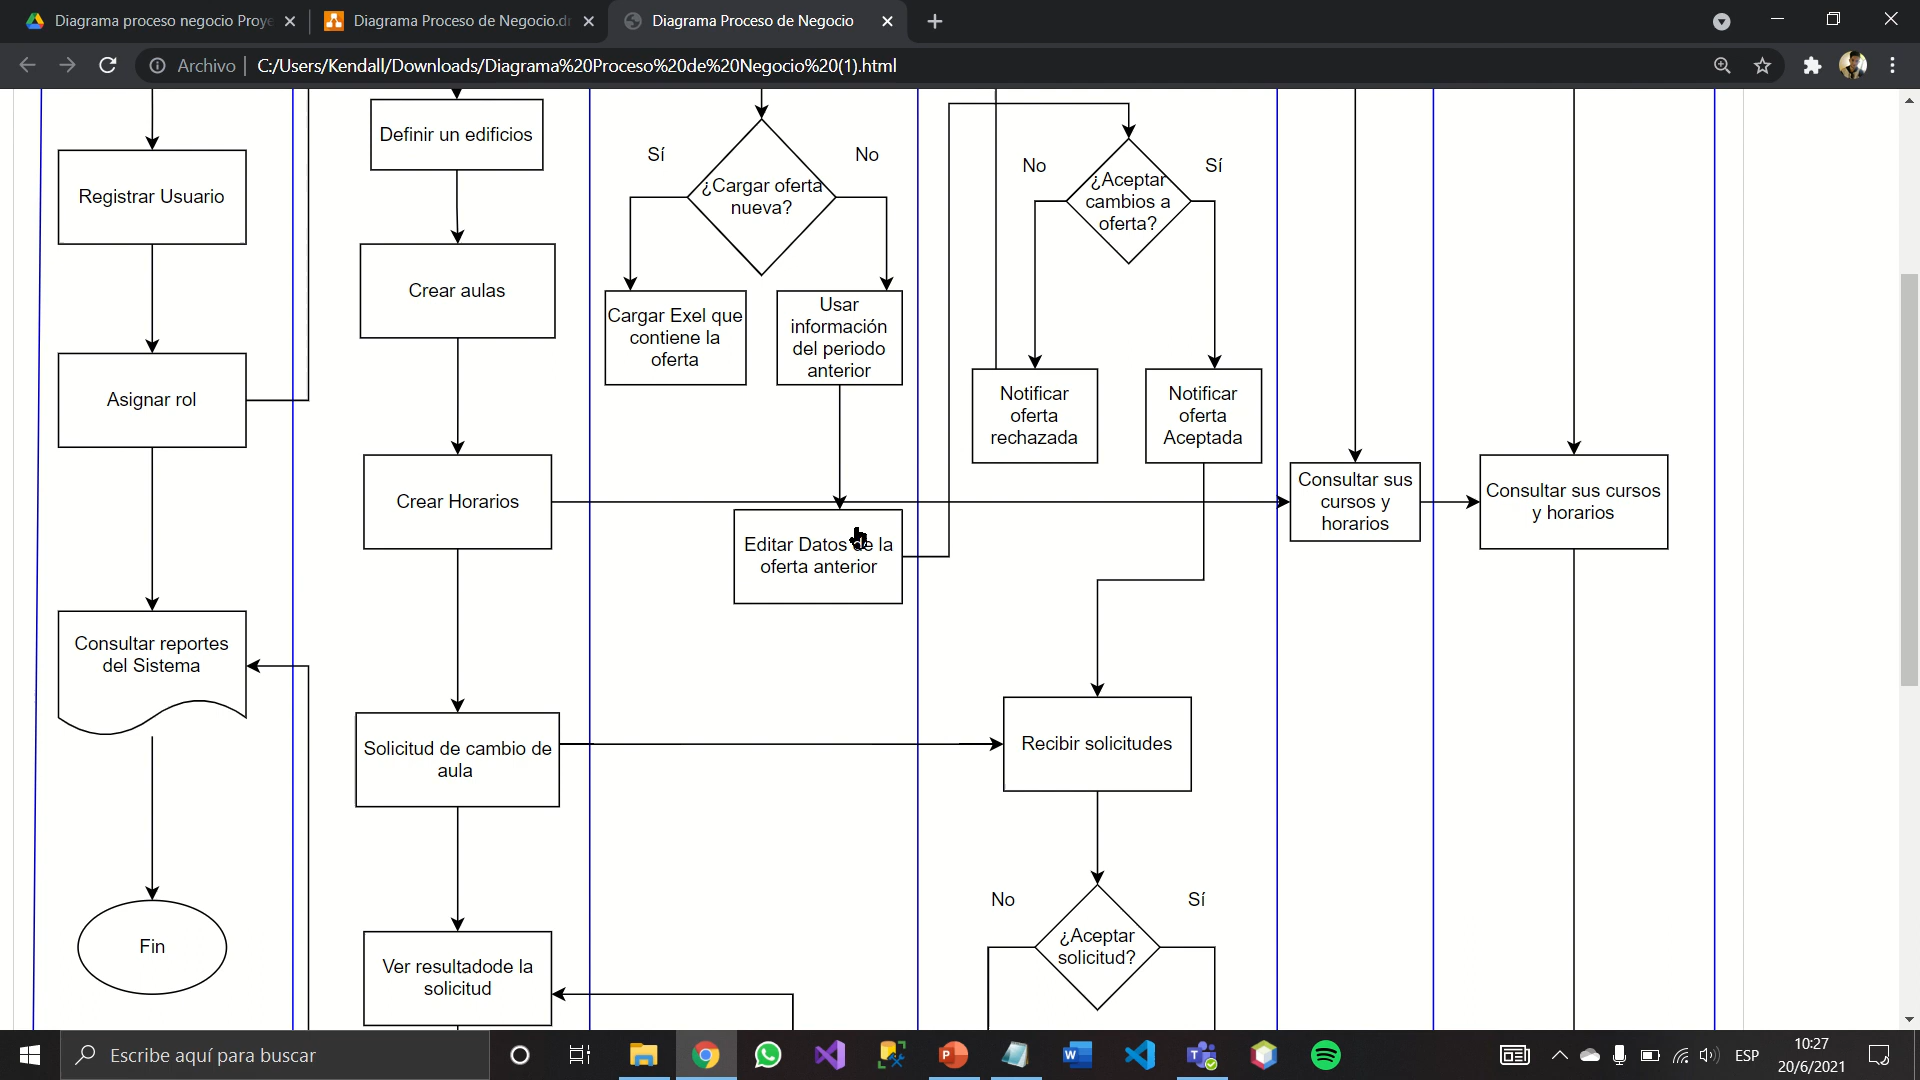 Diagrama proceso negocio Proye
Diagrama Proceso de Negocio.dr
Diagrama Proceso de Negocio
Archivo
C:/Users/Kendall/Downloads/Diagrama%20Proceso%20de%20Negocio%20(1).html
Definir un edificios
Sí
No
¿Cargar oferta
nueva?
No
Sí
¿Aceptar
cambios a
oferta?
Registrar Usuario
Crear aulas
Cargar Exel que
contiene la
oferta
Usar
información
del periodo
anterior
Asignar rol
Notificar
oferta
rechazada
Notificar
oferta
Aceptada
Crear Horarios
Consultar sus
cursos y
horarios
Consultar sus cursos
y horarios
Editar Datos de la
oferta anterior
Consultar reportes
del Sistema
Solicitud de cambio de
aula
Recibir solicitudes
No
Sí
¿Aceptar
solicitud?
Fin
Ver resultadode la
solicitud
Escribe aquí para buscar
ESP
10:27
20/6/2021